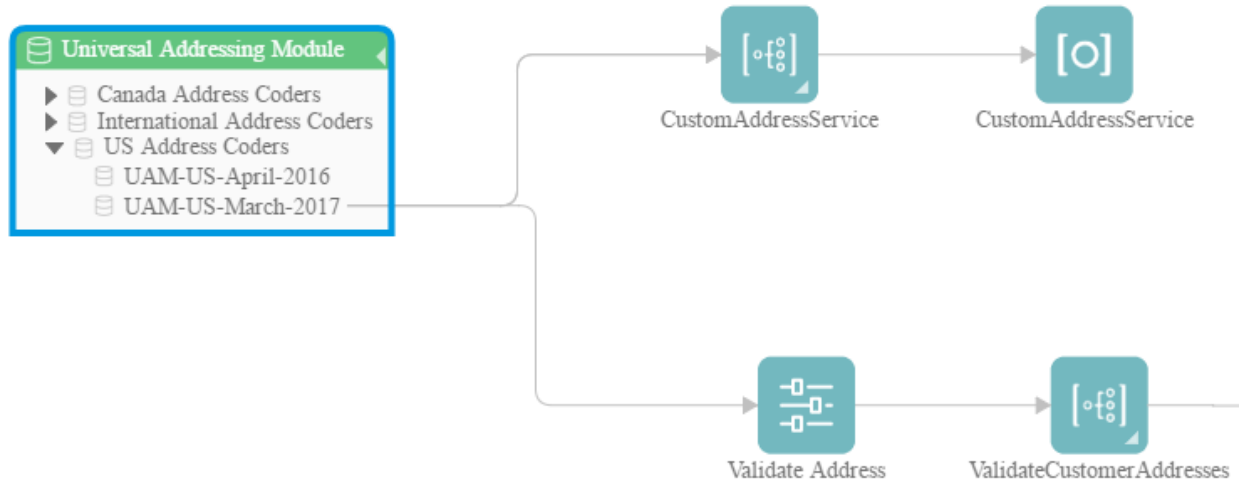 Universal Addressing Module
Canada Address Coders
International Address Coders
US Address Coders
UAM-US-April-2016
UAM-US-March-2017
CustomAddressService
CustomAddressService
Validate Address
ValidateCustomerAddresses